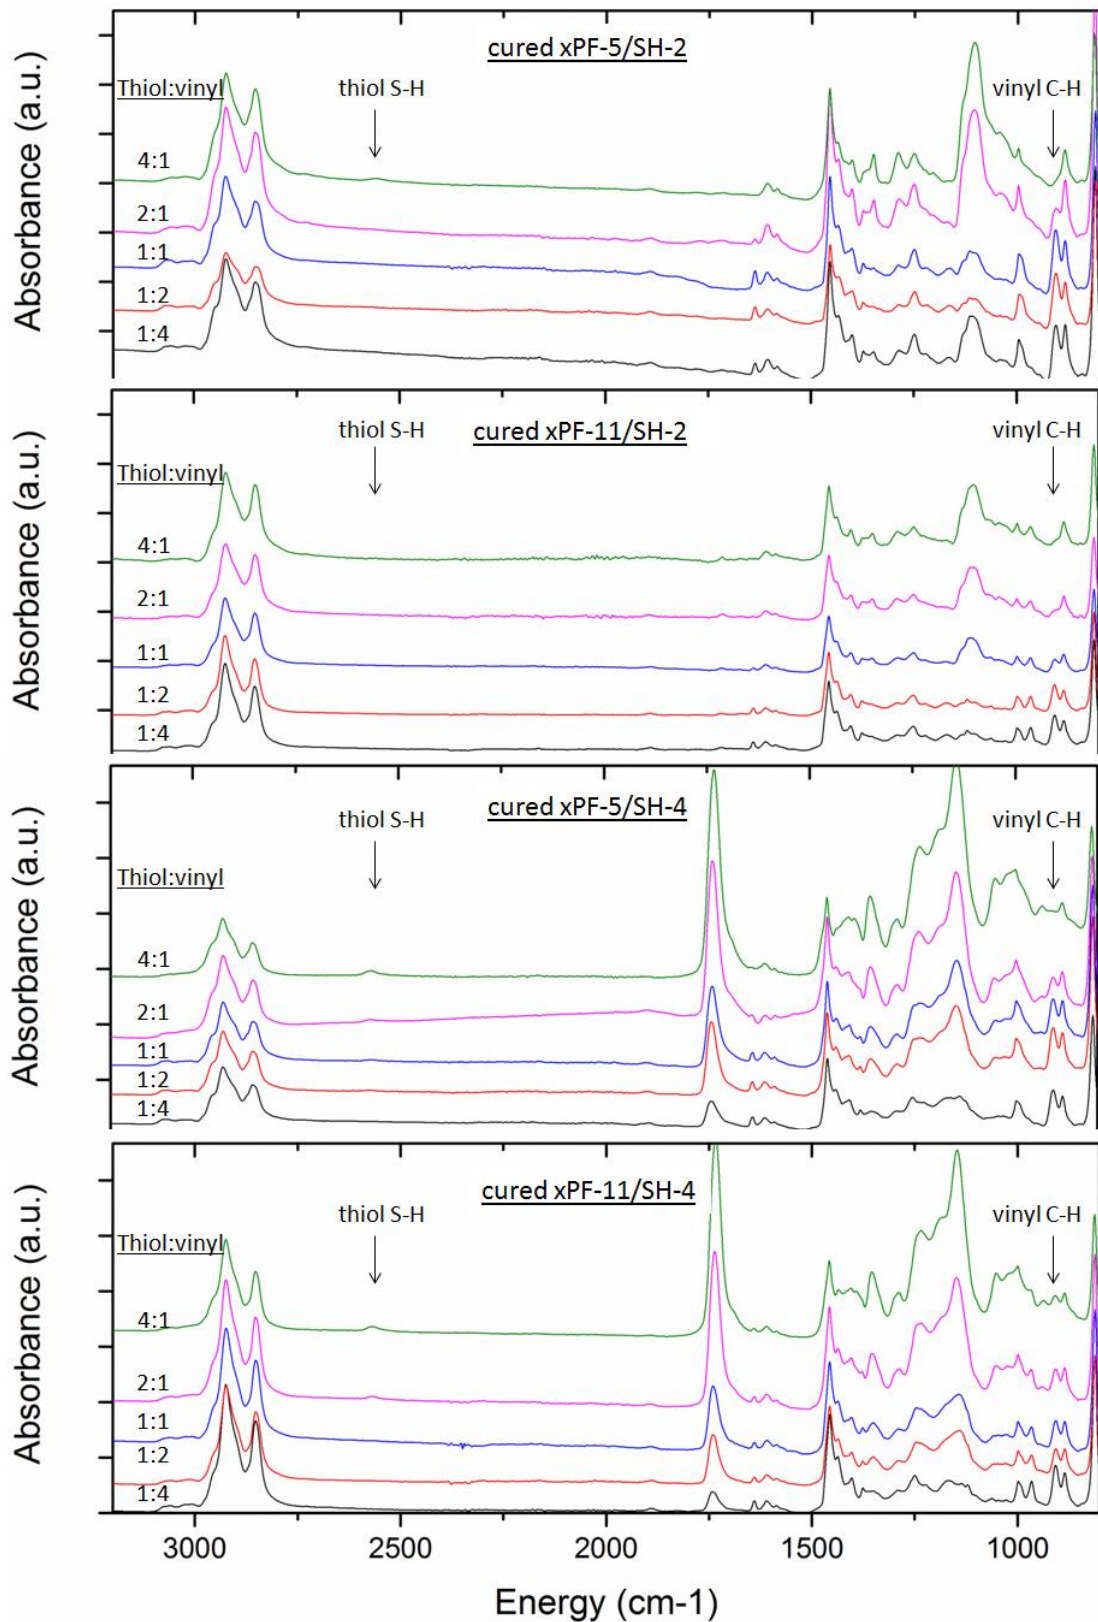 cured xPF-5/SH-2
Thiol:vinyl
thiol S-H
vinyl C-H
4:1
2:1
1:1
1:2
1:4
Absorbance (a.u.)
thiol S-H
cured xPF-11/SH-2
vinyl C-H
Thiol:vinyl
4:1
2:1
1:1
1:2
1:4
Absorbance (a.u.)
cured xPF-5/SH-4
thiol S-H
vinyl C-H
Thiol:vinyl
4:1
2:1
1:1
1:2
1:4
Absorbance (a.u.)
cured xPF-11/SH-4
thiol S-H
vinyl C-H
Thiol:vinyl
4:1
2:1
1:1
1:2
1:4
Absorbance (a.u.)
3000 2500 2000 1500 1000
Energy (cm-1)